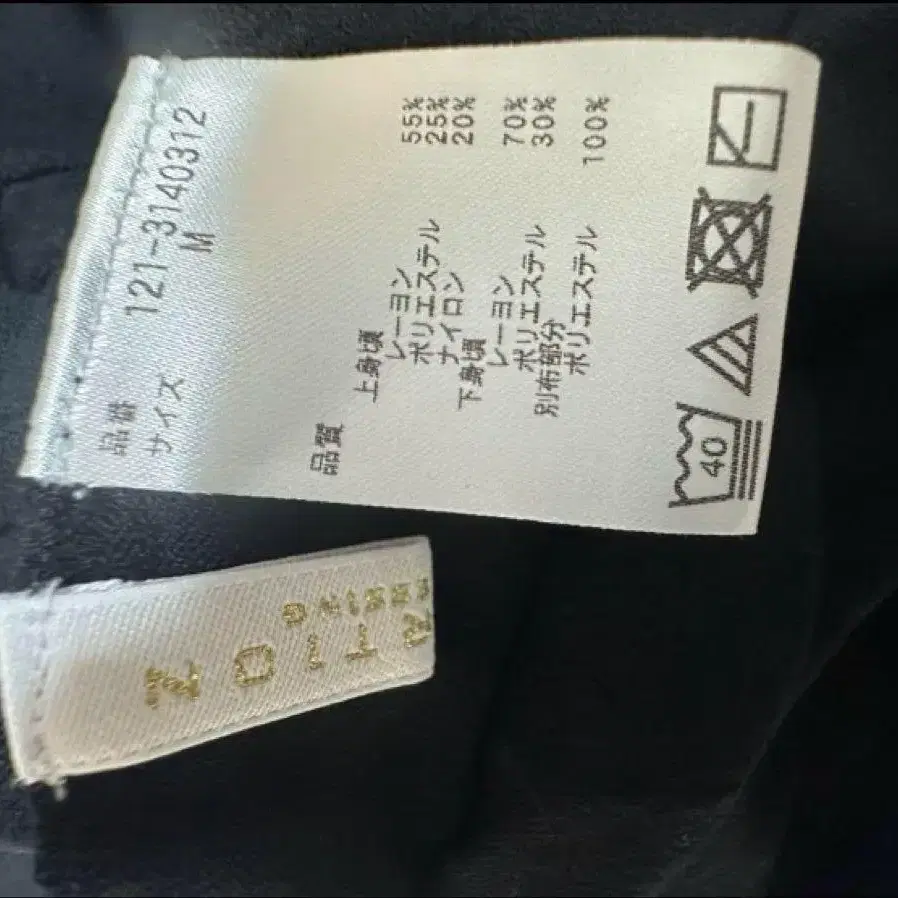 品番 121-3140312
サイズ M
品質
上身頃
レーヨン 55%
ポリエステル 25%
ナイロン 20%
下身頃
レーヨン 70%
ポリエステル 30%
別布部分
ポリエステル 100%
40
ATION